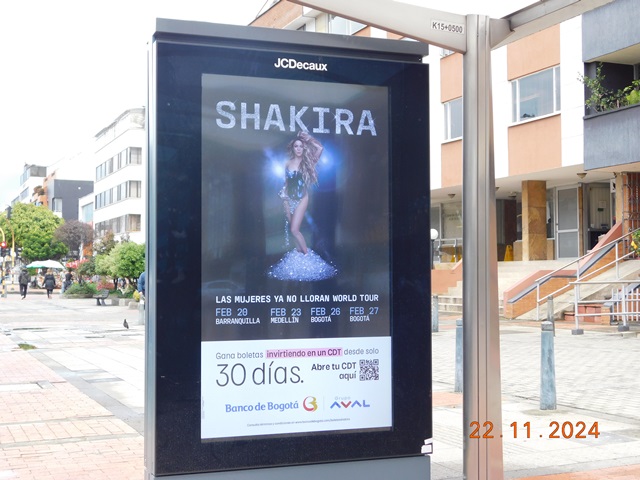 K15+0500
JCDecaux
SHAKIRA
LAS MUJERES YA NO LLORAN WORLD TOUR
FEB 20 FEB 23 FEB 26 FEB 27
BARRANQUILLA MEDELLÍN BOGOTÁ BOGOTÁ
Gana boletas invirtiendo en un CDT desde solo
30 días.
Abre tu CDT
aquí
Banco de Bogotá
Grupo
AVAL
22.11.2024